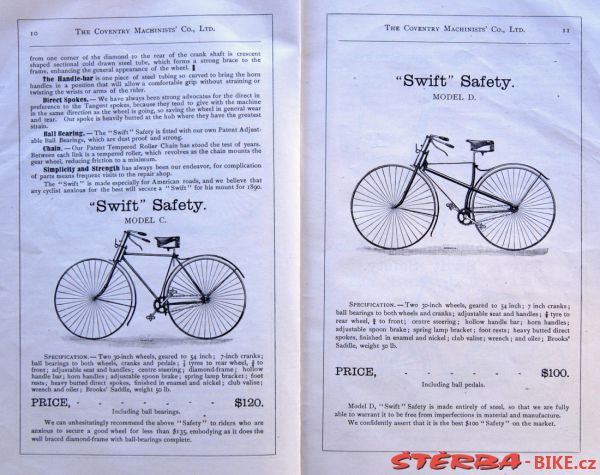 10
THE COVENTRY MACHINISTS' CO., LTD.
from one corner of the diamond to the rear of the crank shaft is crescent
shaped sectional cold drawn steel tube, which forms a strong brace to the
frame, enhancing the general appearance of the wheel.
The Handle-bar is one piece of steel tubing so curved to bring the horn
handles in a position that will allow a comfortable grip without straining or
twisting the wrists or arms of the rider.
Direct Spokes. — We have always been strong advocates for the direct in
preference to the Tangent spokes, because they tend to give with the machine
in the same direction as the wheel is going, so saving the wheel in general wear
and tear. Our spoke is heavily butted at the hub where they have the greatest
strain.
Ball Bearing. — The "Swift" Safety is fitted with our own Patent Adjust-
able Ball Bearings, which are dust proof and strong.
Chain. — Our Patent Tempered Roller Chain has stood the test of years.
Between each link is a tempered roller, which revolves as the chain mounts the
gear wheel, reducing friction to a minimum.
Simplicity and Strength has always been our endeavor, for complication
of parts means frequent visits to the repair shop.
The "Swift" is made especially for American roads, and we believe that
any cyclist anxious for the best will secure a "Swift" for his mount for 1890.
"Swift" Safety.
MODEL C.
SPECIFICATION. — Two 30-inch wheels, geared to 54 inch; 7-inch cranks;
ball bearings to both wheels, cranks and pedals; ⅞ tyre to rear wheel, ¾ to
front; adjustable seat and handles; centre steering; diamond-frame; hollow
handle bar; horn handles; adjustable spoon brake; spring lamp bracket; foot
rests; heavy butted direct spokes, finished in enamel and nickel; club valise;
wrench and oiler; Brooks' Saddle, weight 50 lb.
PRICE, - - - - - $120.
Including ball bearings.
We can unhesitatingly recommend the above "Safety" to riders who are
anxious to secure a good wheel for less than $135, embodying as it does the
well braced diamond-frame with ball-bearings complete.
THE COVENTRY MACHINISTS' CO., LTD.
11
"Swift" Safety.
MODEL D.
SPECIFICATION. — Two 30-inch wheels, geared to 54 inch; 7 inch cranks;
ball bearings to both wheels and cranks; adjustable seat and handles; ⅞ tyre to
rear wheel, ¾ to front; centre steering; hollow handle bar; horn handles;
adjustable spoon brake; spring lamp bracket; foot rests; heavy butted direct
spokes; finished in enamel and nickel; club valise; wrench; and oiler; Brooks'
Saddle, weight 50 lb.
PRICE, - - - - - $100.
Including ball pedals.
Model D, "Swift" Safety is made entirely of steel, so that we are fully
able to warrant it to be free from imperfections in material and manufacture.
We confidently assert that it is the best $100 "Safety" on the market.
ŠTĚRBA-BIKE.cz